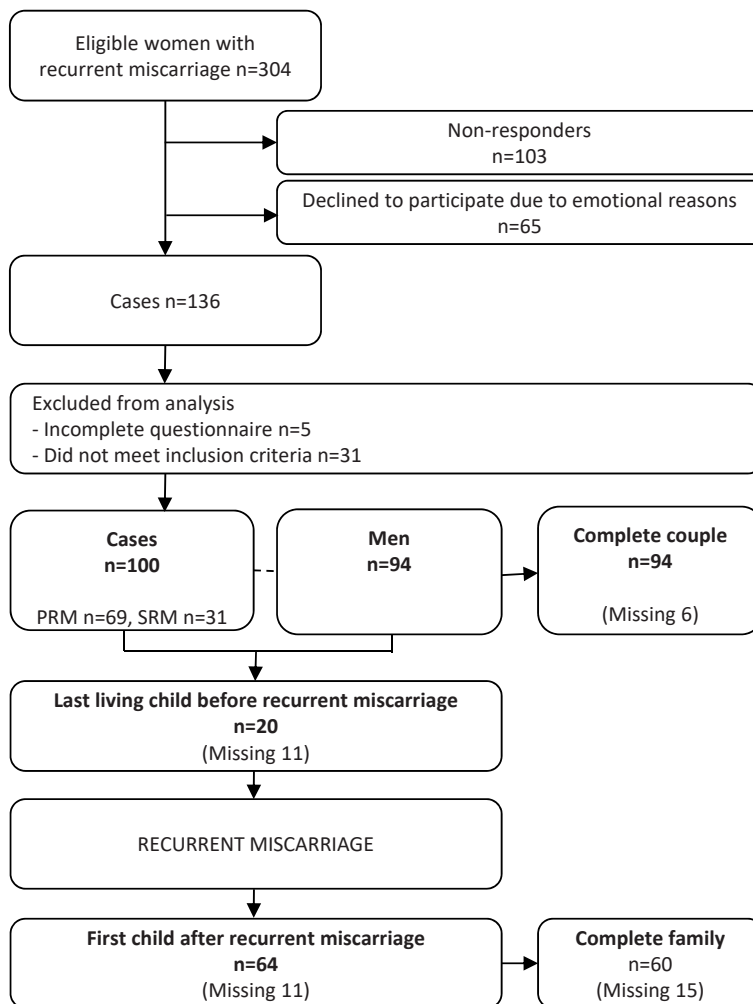 Eligible women with
recurrent miscarriage n=304
Non-responders
n=103
Declined to participate due to emotional reasons
n=65
Cases n=136
Excluded from analysis
- Incomplete questionnaire n=5
- Did not meet inclusion criteria n=31
Cases
n=100
PRM n=69, SRM n=31
Men
n=94
Complete couple
n=94
(Missing 6)
Last living child before recurrent miscarriage
n=20
(Missing 11)
RECURRENT MISCARRIAGE
First child after recurrent miscarriage
n=64
(Missing 11)
Complete family
n=60
(Missing 15)